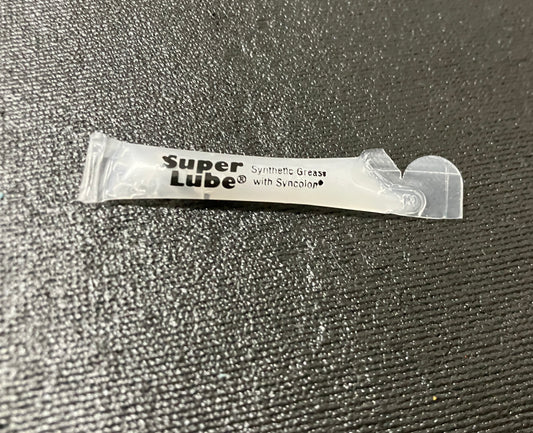 Super
Lube®
Synthetic Grease
with Syncolon®